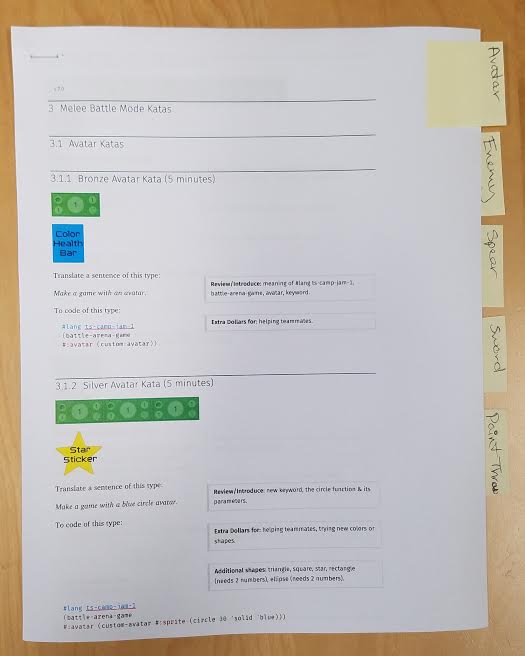 3 Melee Battle Mode Katas
3.1 Avatar Katas
3.1.1 Bronze Avatar Kata (5 minutes)
1
Color
Health
Bar
Translate a sentence of this type:
Make a game with an avatar.
To code of this type:
#lang ts-camp-jam-1
(battle-arena-game
#:avatar (custom-avatar))
Review/Introduce: meaning of #lang ts-camp-jam-1,
battle-arena-game, avatar, keyword.
Extra Dollars for: helping teammates.
3.1.2 Silver Avatar Kata (5 minutes)
1 1 1
Star
Sticker
Translate a sentence of this type:
Make a game with a blue circle avatar.
To code of this type:
Review/Introduce: new keyword, the circle function & its
parameters.
Extra Dollars for: helping teammates, trying new colors or
shapes.
Additional shapes: triangle, square, star, rectangle
(needs 2 numbers), ellipse (needs 2 numbers).
#lang ts-camp-jam-1
(battle-arena-game
#:avatar (custom-avatar #:sprite (circle 30 'solid 'blue)))
Avatar
Enemy
Spear
Sword
Paint-Throw